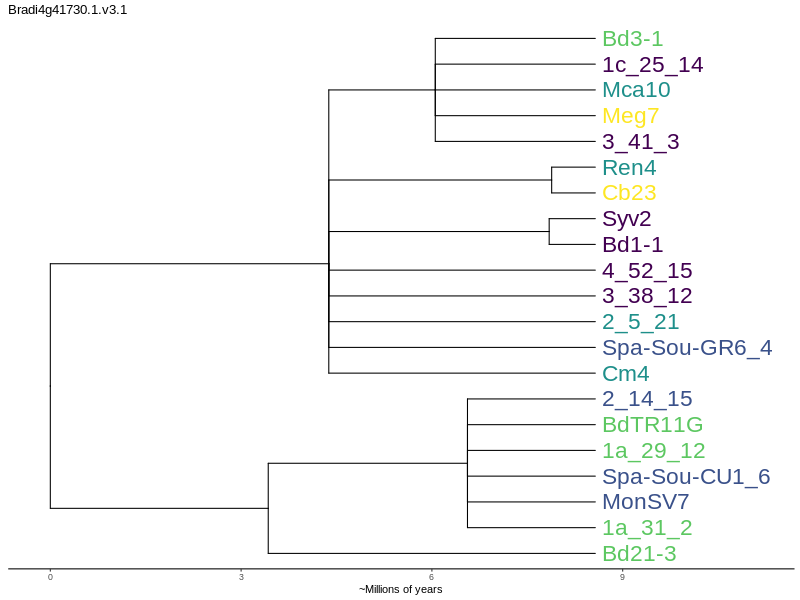 Bradi4g41730.1.v3.1
Bd3-1
1c_25_14
Mca10
Meg7
3_41_3
Ren4
Cb23
Syv2
Bd1-1
4_52_15
3_38_12
2_5_21
Spa-Sou-GR6_4
Cm4
2_14_15
BdTR11G
1a_29_12
Spa-Sou-CU1_6
MonSV7
1a_31_2
Bd21-3
0 3 6 9
~Millions of years